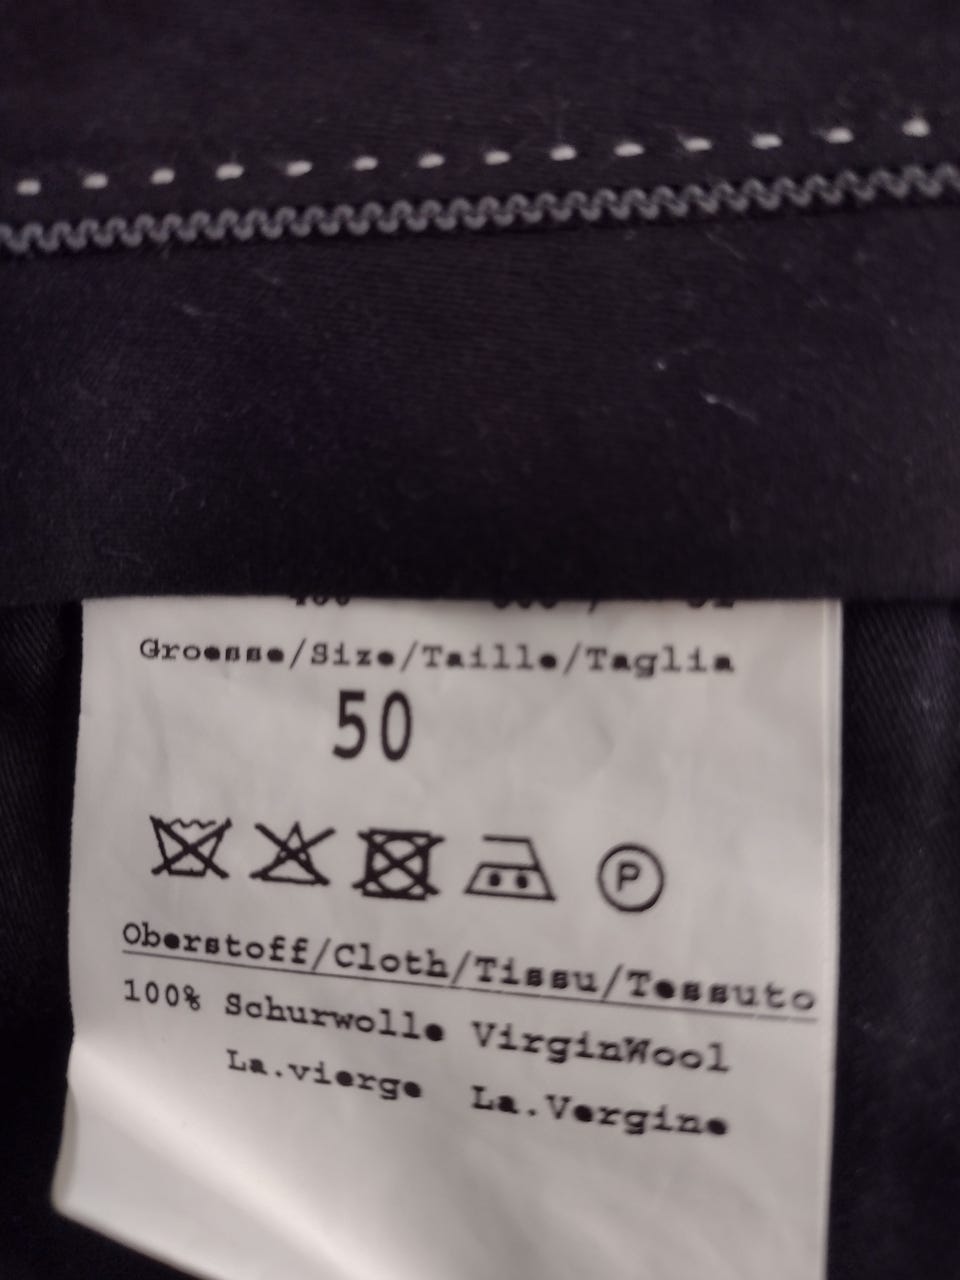 Groesse/Size/Taille/Taglia
50
P
Oberstoff/Cloth/Tissu/Tessuto
100% Schurwolle VirginWool
La.vierge La.Vergine